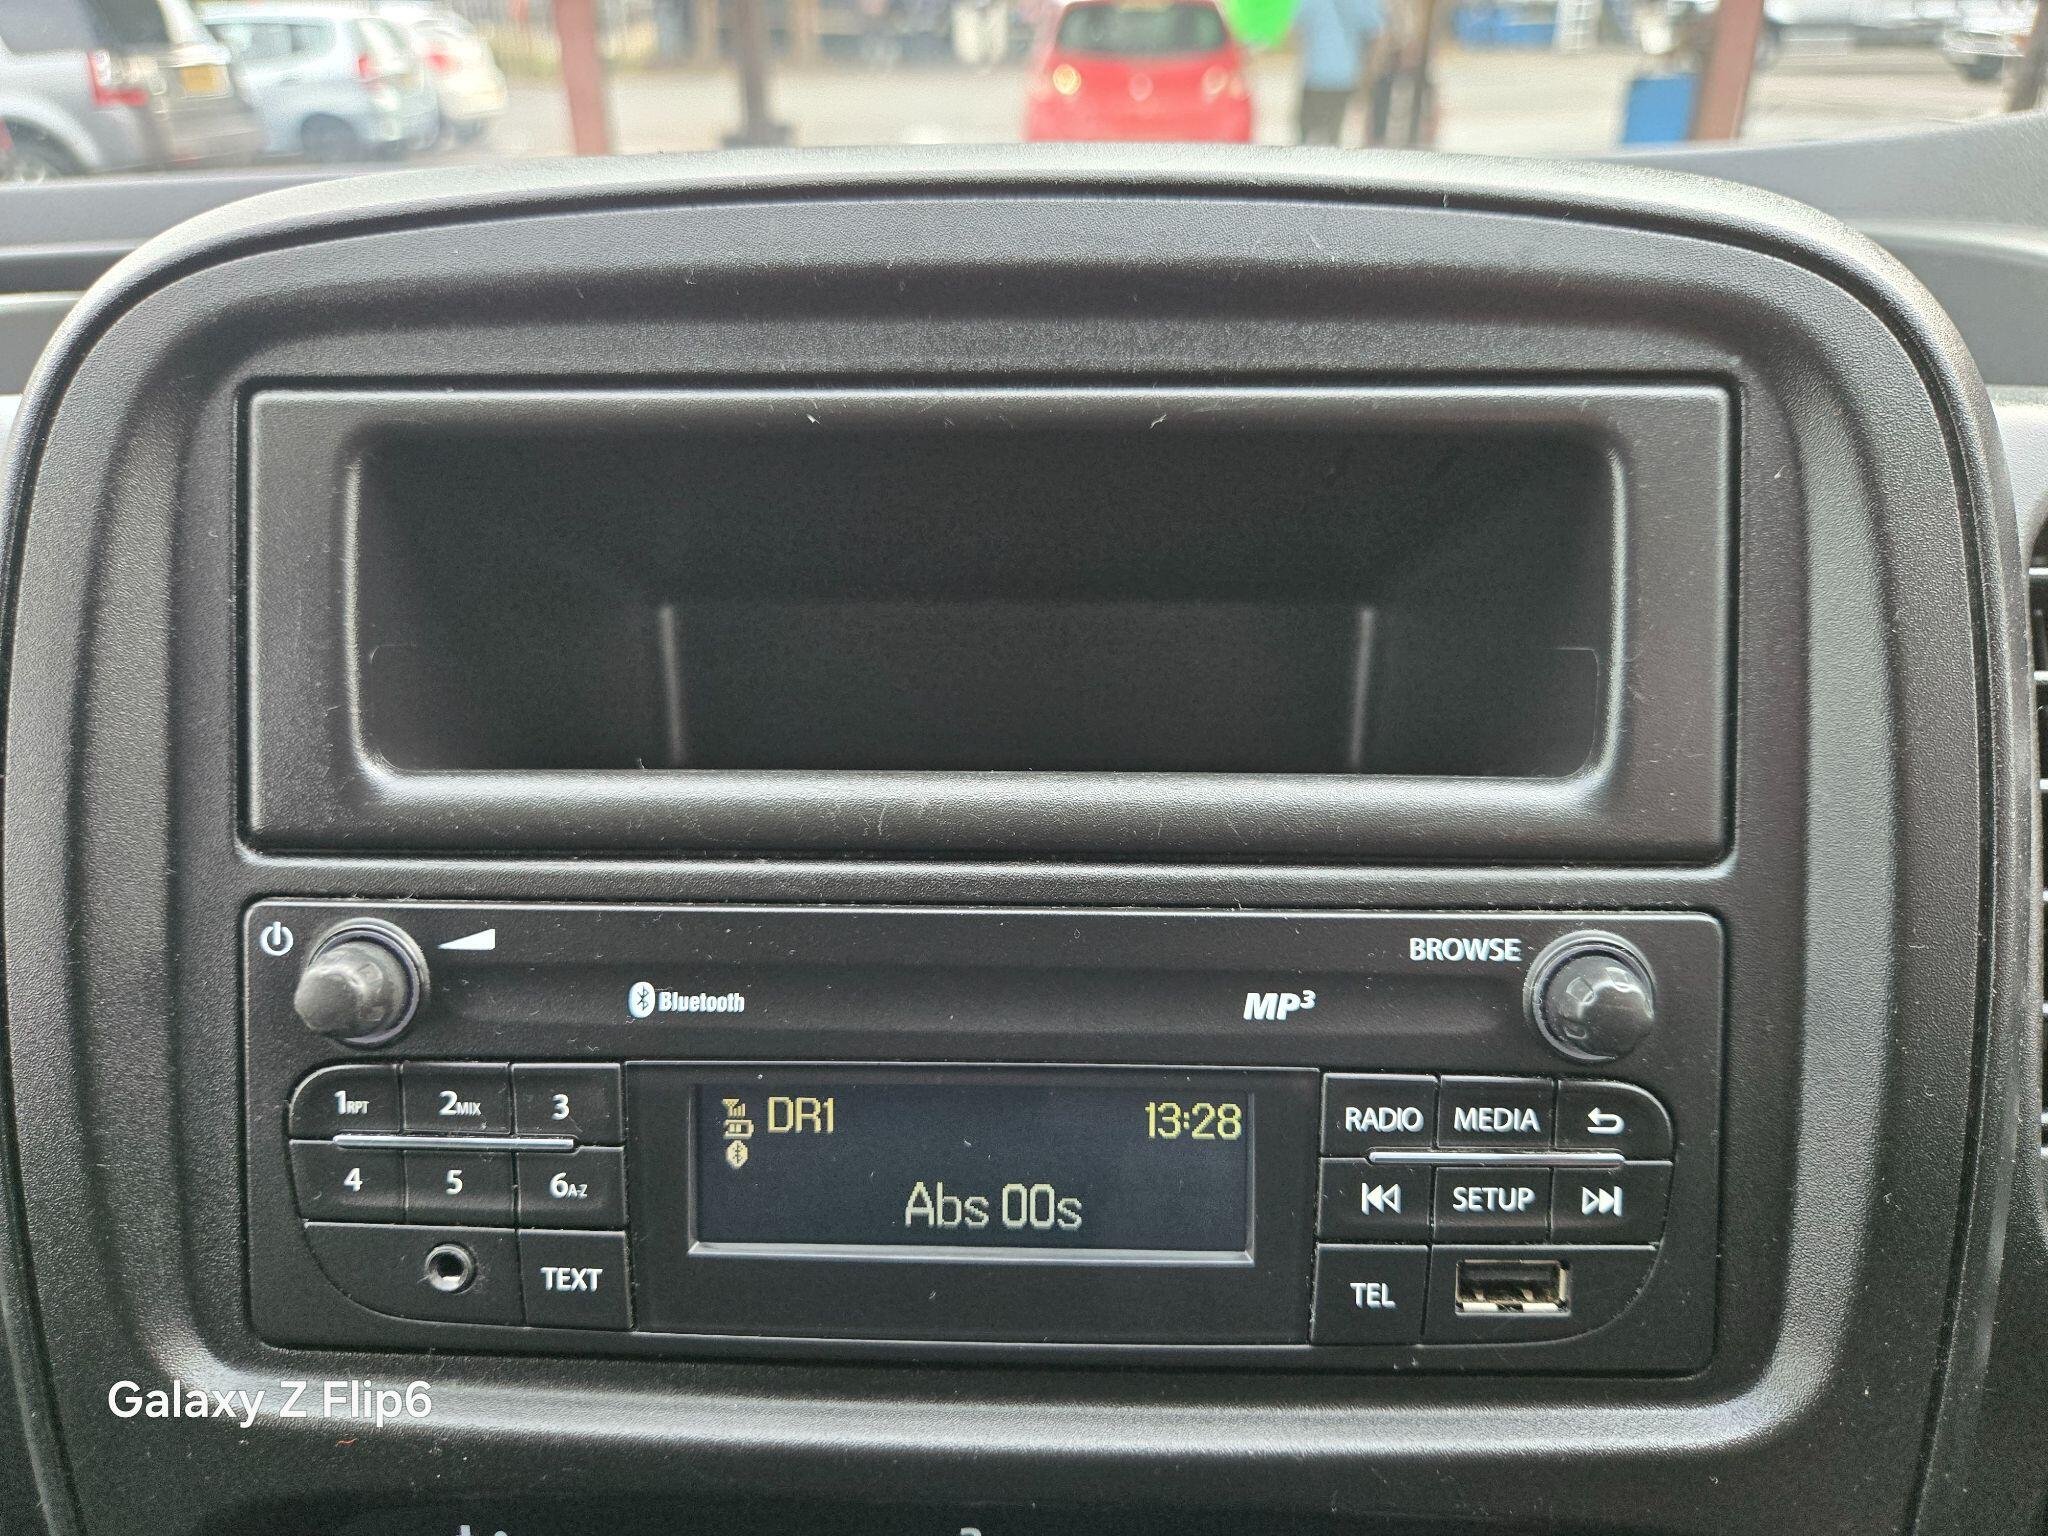 BROWSE
Bluetooth
MP3
1RPT
2MIX
3
DR1
13:28
RADIO
MEDIA
4
5
6A-Z
Abs 00s
SETUP
TEXT
TEL
Galaxy Z Flip6